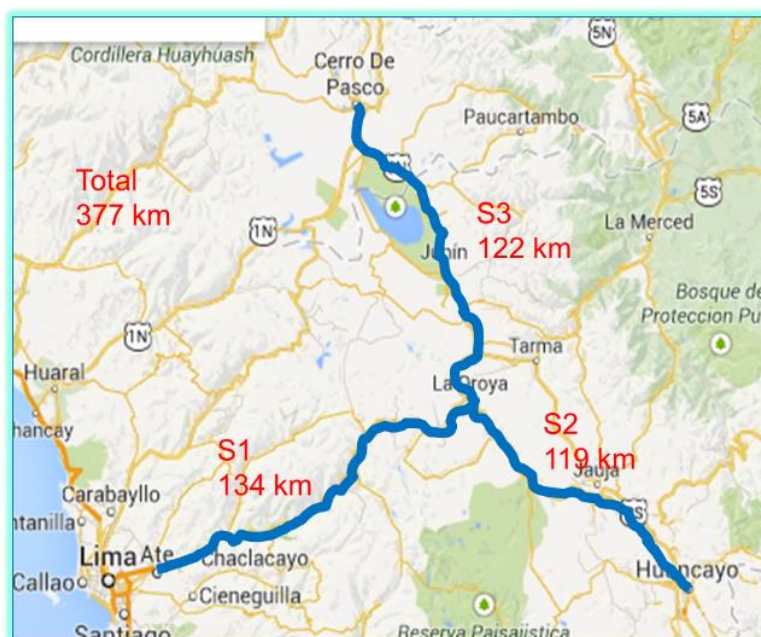 Cordillera Huayhuash
5N
Cerro De
Pasco
Paucartambo
5A
Total
377 km
5S
S3
122 km
La Merced
1N
Junín
Bosque de
Protección Pu
1N
Tarma
Huaral
La Oroya
hancay
S2
119 km
S1
134 km
Jauja
Carabayllo
ntanilla
S
Lima
Ate
Chaclacayo
Huancayo
Callao
Cieneguilla
Santiago
Reserva Paisajistica